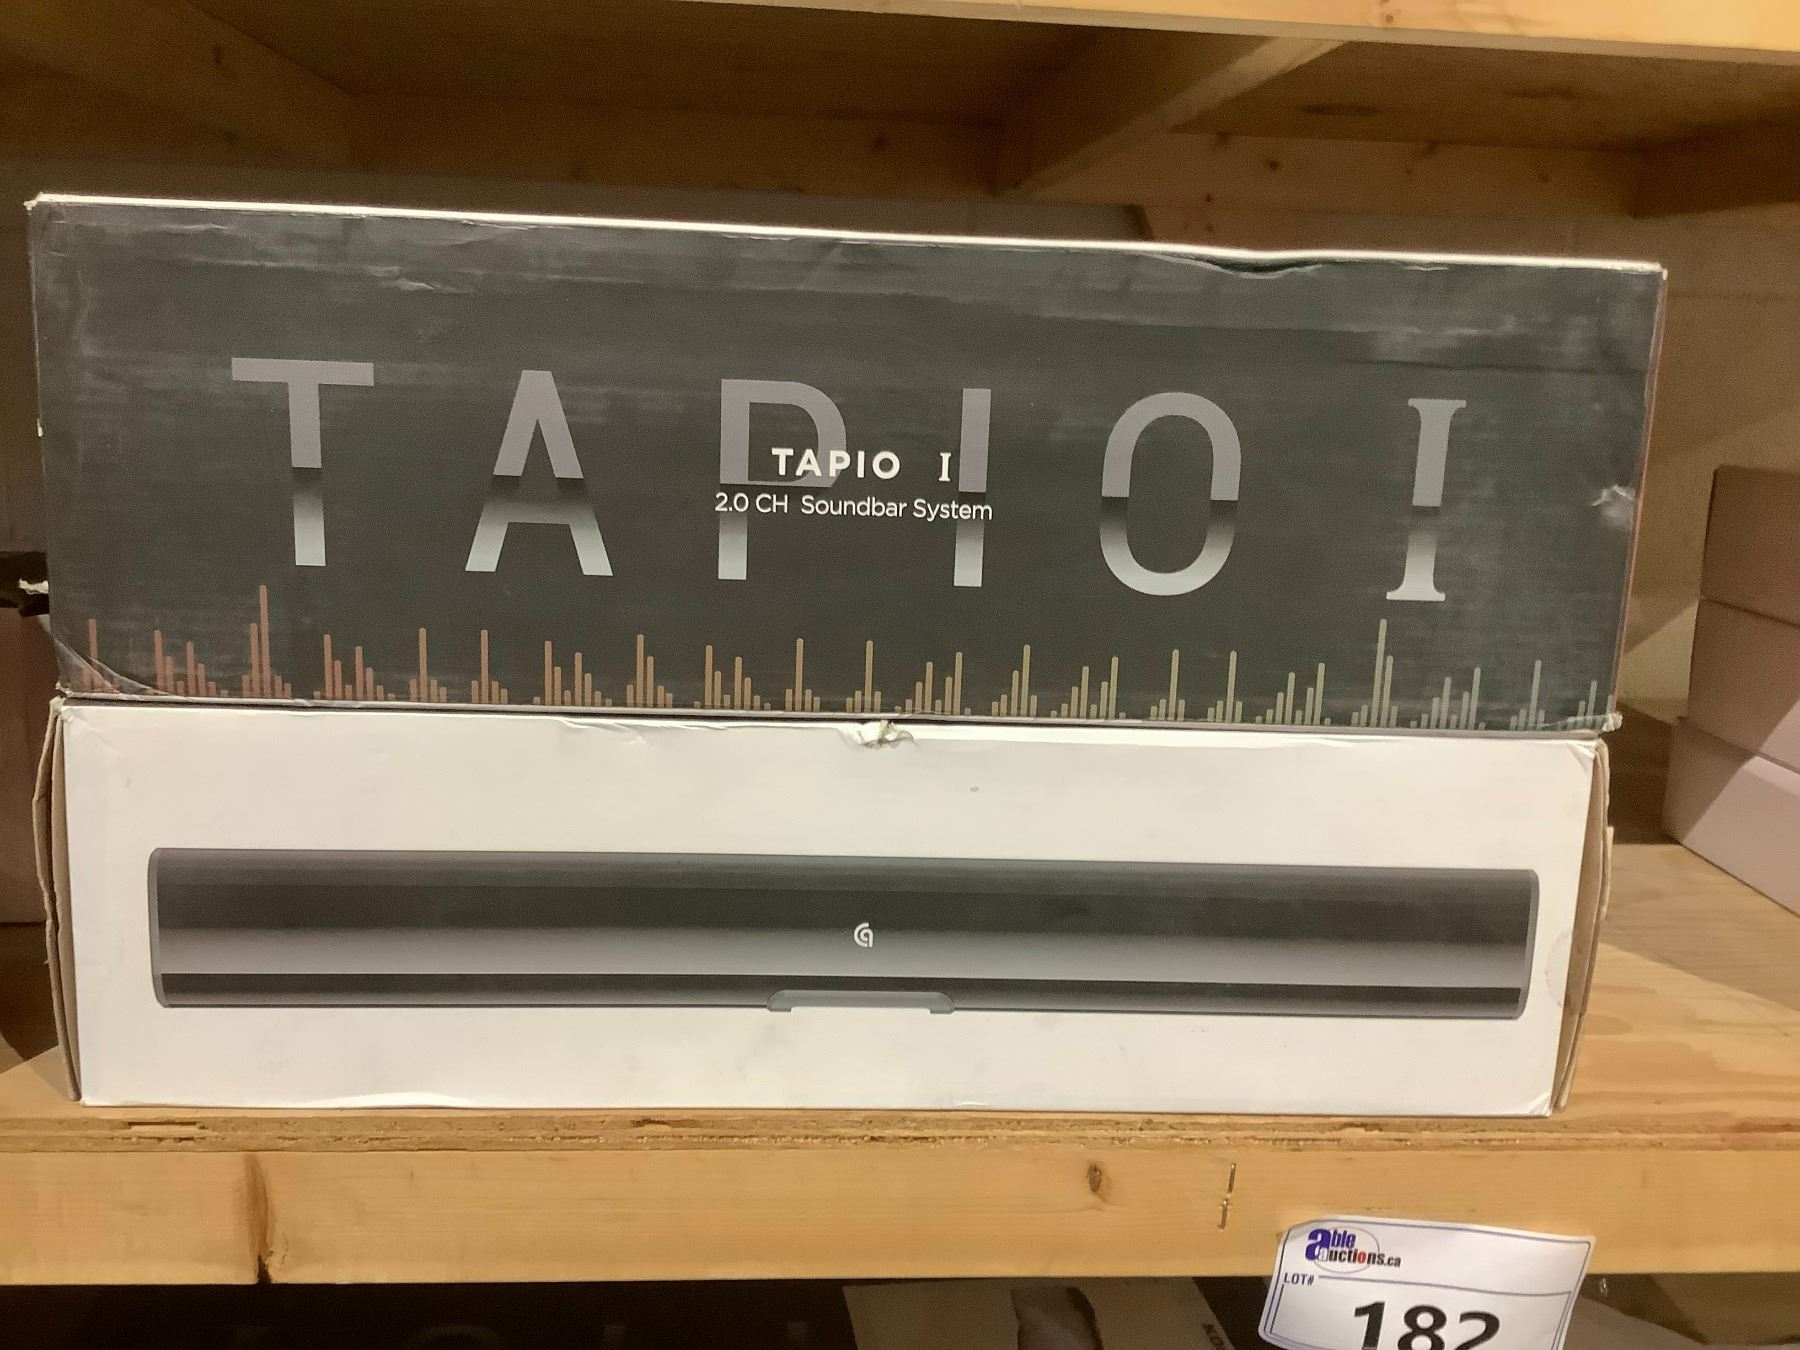 TAPIO I
TAPIO I
2.0 CH Soundbar System
able
auctions.ca
LOT#
182